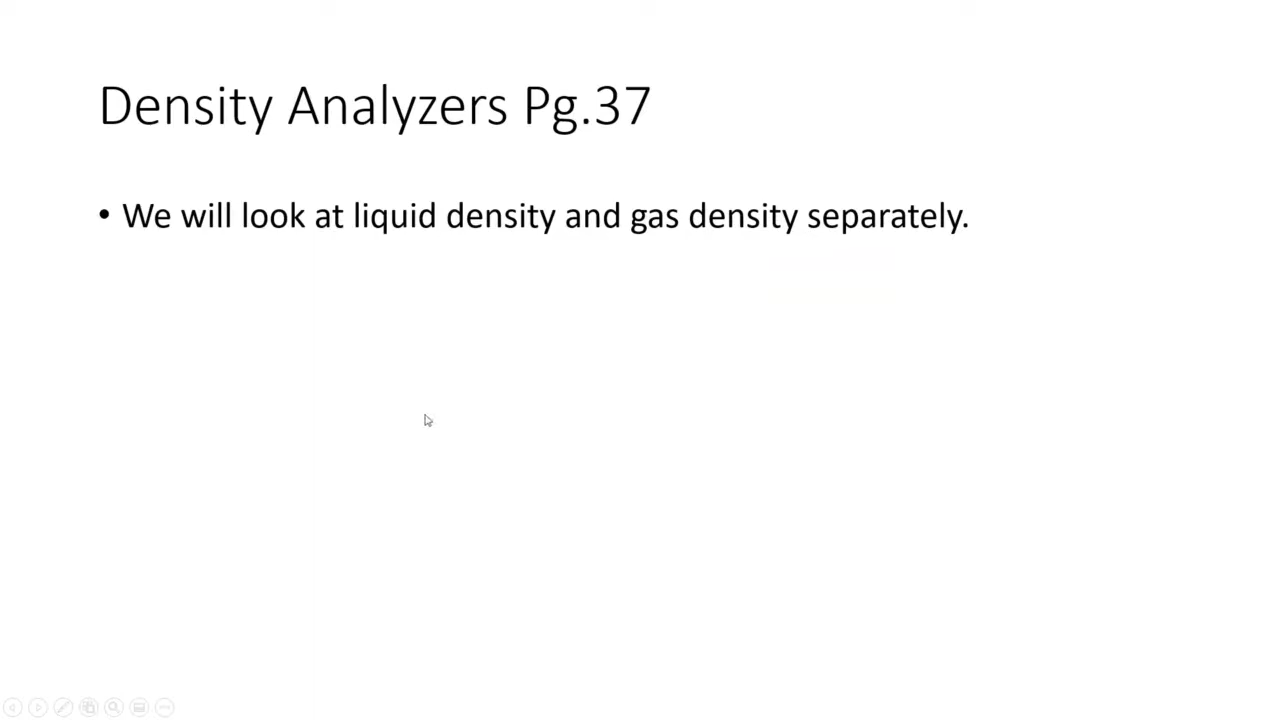 Density Analyzers Pg.37
• We will look at liquid density and gas density separately.